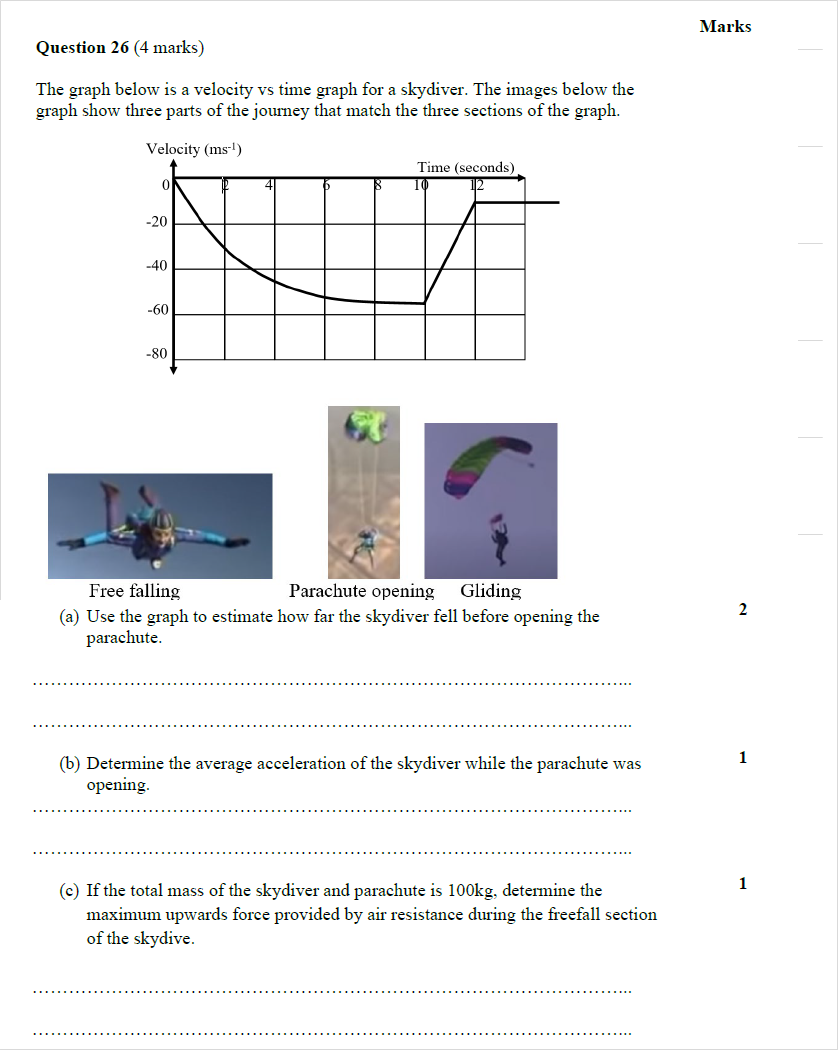 Marks
Question 26 (4 marks)
The graph below is a velocity vs time graph for a skydiver. The images below the
graph show three parts of the journey that match the three sections of the graph.
Velocity (ms-¹)
Time (seconds)
0 2 4 6 8 10 12
-20
-40
-60
-80
Free falling Parachute opening Gliding
(a) Use the graph to estimate how far the skydiver fell before opening the 2
parachute.
(b) Determine the average acceleration of the skydiver while the parachute was 1
opening.
(c) If the total mass of the skydiver and parachute is 100kg, determine the 1
maximum upwards force provided by air resistance during the freefall section
of the skydive.